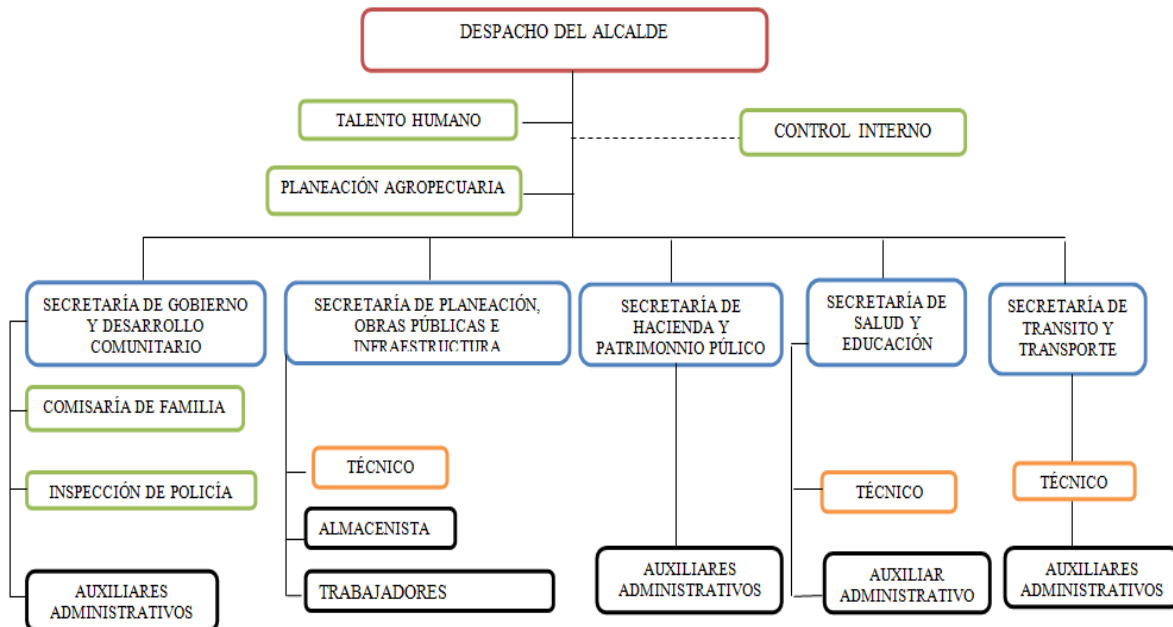 DESPACHO DEL ALCALDE
TALENTO HUMANO
CONTROL INTERNO
PLANEACIÓN AGROPECUARIA
SECRETARÍA DE GOBIERNO
Y DESARROLLO
COMUNITARIO
SECRETARÍA DE PLANEACIÓN,
OBRAS PÚBLICAS E
INFRAESTRUCTURA
SECRETARÍA DE
HACIENDA Y
PATRIMONNIO PÚLICO
SECRETARÍA DE
SALUD Y
EDUCACIÓN
SECRETARÍA DE
TRANSITO Y
TRANSPORTE
COMISARÍA DE FAMILIA
INSPECCIÓN DE POLICÍA
AUXILIARES
ADMINISTRATIVOS
TÉCNICO
ALMACENISTA
TRABAJADORES
AUXILIARES
ADMINISTRATIVOS
TÉCNICO
AUXILIAR
ADMINISTRATIVO
TÉCNICO
AUXILIARES
ADMINISTRATIVOS